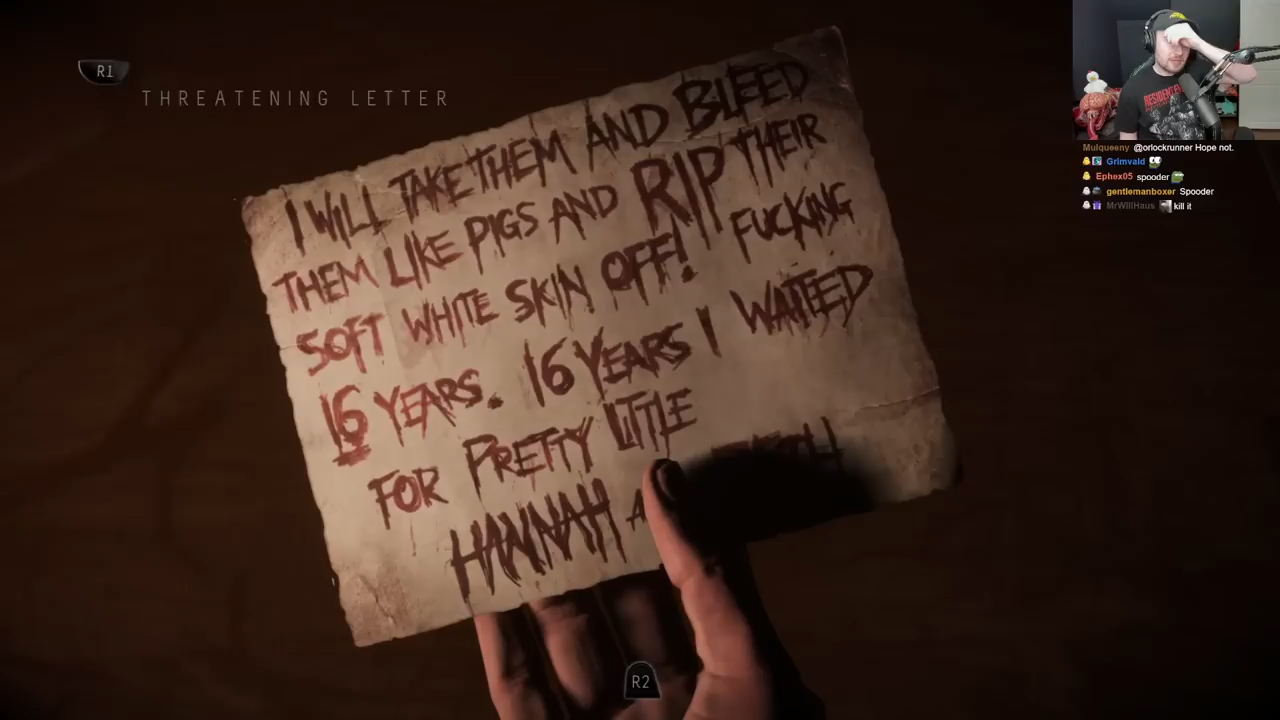 R1
THREATENING LETTER
I WILL TAKE THEM AND BLEED
THEM LIKE PIGS AND RIP THEIR
SOFT WHITE SKIN OFF! FUCKING
16 YEARS. 16 YEARS I WAITED
FOR PRETTY LITTLE
HANNAH
R2
Mulqueeny @orlockrunner Hope not.
Grimvald
Ephex05 spooder
gentlemanboxer Spooder
MrWillHaus kill it